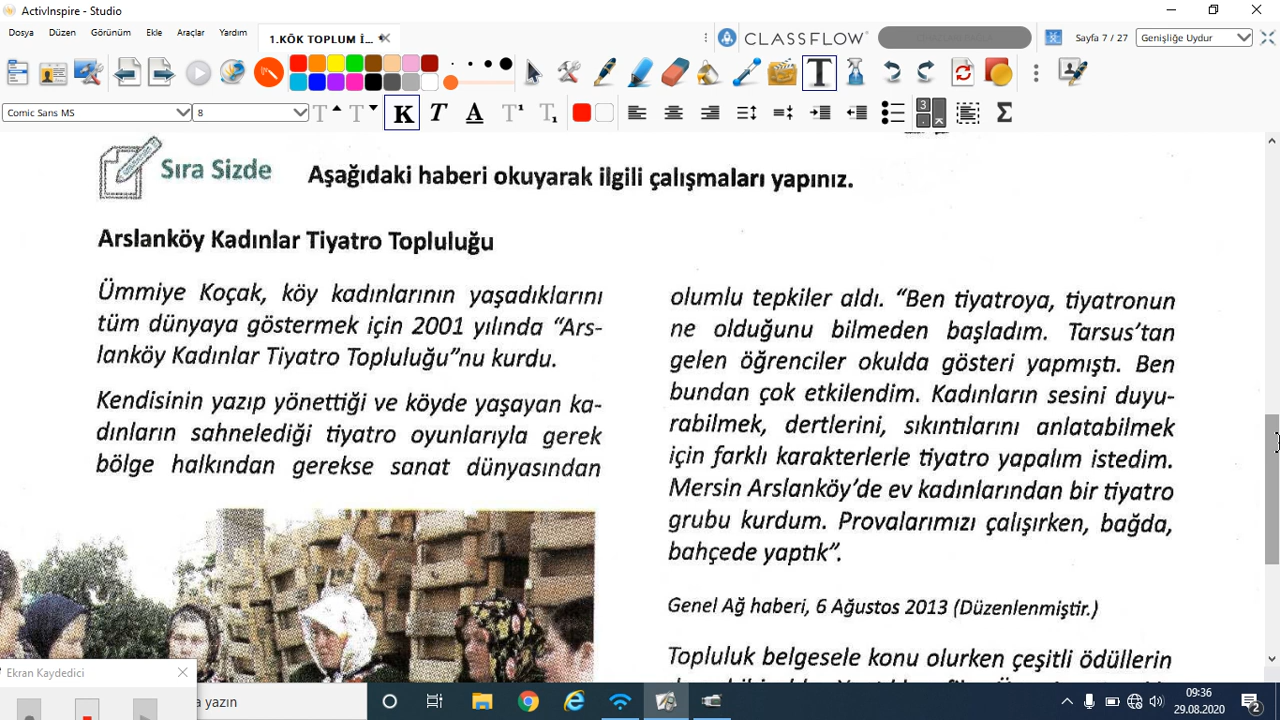 ActivInspire - Studio
Dosya Düzen Görünüm Ekle Araçlar Yardım
1.KÖK TOPLUM İ...
CLASSFLOW
Sayfa 7 / 27
Genişliğe Uydur
Comic Sans MS
8
K T A T¹ T₁
Sıra Sizde
Aşağıdaki haberi okuyarak ilgili çalışmaları yapınız.
Arslanköy Kadınlar Tiyatro Topluluğu
Ümmiye Koçak, köy kadınlarının yaşadıklarını
tüm dünyaya göstermek için 2001 yılında “Ars-
lanköy Kadınlar Tiyatro Topluluğu”nu kurdu.
Kendisinin yazıp yönettiği ve köyde yaşayan ka-
dınların sahnelediği tiyatro oyunlarıyla gerek
bölge halkından gerekse sanat dünyasından
olumlu tepkiler aldı. “Ben tiyatroya, tiyatronun
ne olduğunu bilmeden başladım. Tarsus’tan
gelen öğrenciler okulda gösteri yapmıştı. Ben
bundan çok etkilendim. Kadınların sesini duyu-
rabilmek, dertlerini, sıkıntılarını anlatabilmek
için farklı karakterlerle tiyatro yapalım istedim.
Mersin Arslanköy’de ev kadınlarından bir tiyatro
grubu kurdum. Provalarımızı çalışırken, bağda,
bahçede yaptık”.
Genel Ağ haberi, 6 Ağustos 2013 (Düzenlenmiştir.)
Topluluk belgesele konu olurken çeşitli ödüllerin
Ekran Kaydedici
a yazın
09:36
29.08.2020
2